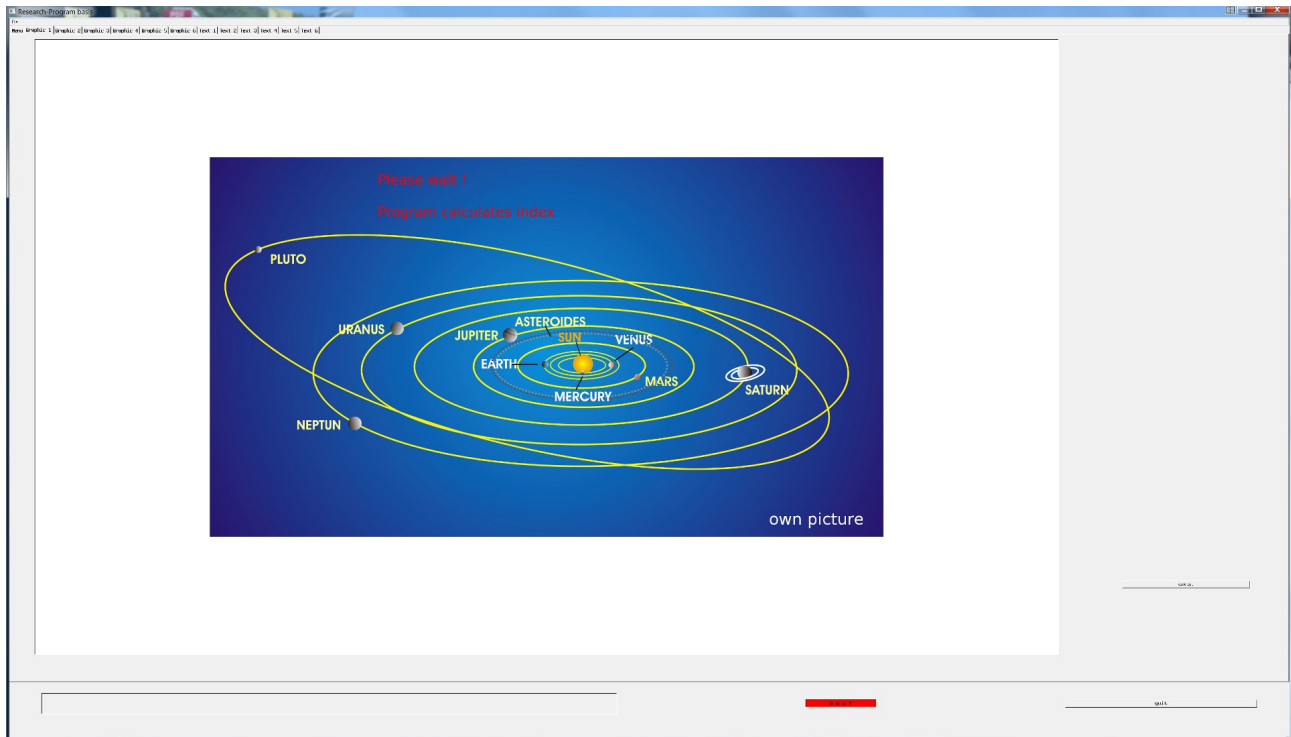 Research-Program basis
Menu Graphic 1 Graphic 2 Graphic 3 Graphic 4 Graphic 5 Graphic 6 Text 1 Text 2 Text 3 Text 4 Text 5 Text 6
Please wait !
Program calculates index
PLUTO
URANUS
ASTEROIDES
JUPITER
SUN
VENUS
EARTH
MARS
MERCURY
SATURN
NEPTUN
own picture
quit